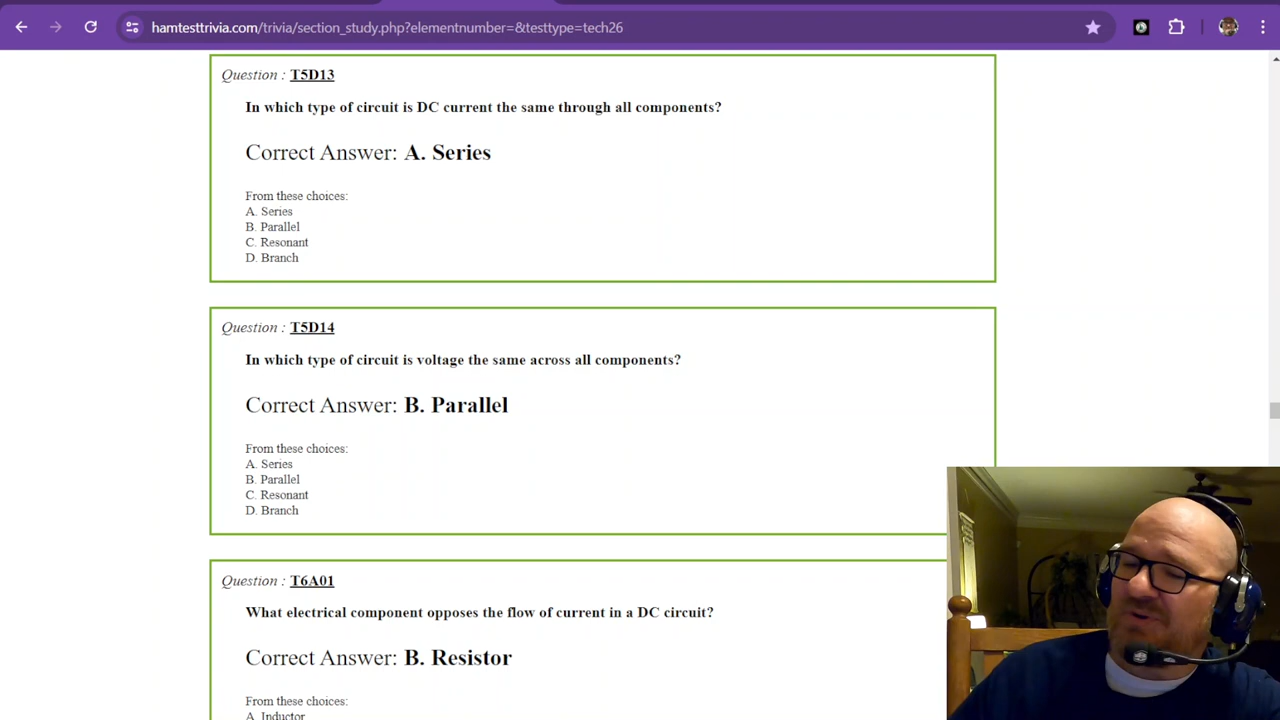 hamtesttrivia.com/trivia/section_study.php?elementnumber=&testtype=tech26
Question : T5D13
In which type of circuit is DC current the same through all components?
Correct Answer: A. Series
From these choices:
A. Series
B. Parallel
C. Resonant
D. Branch
Question : T5D14
In which type of circuit is voltage the same across all components?
Correct Answer: B. Parallel
From these choices:
A. Series
B. Parallel
C. Resonant
D. Branch
Question : T6A01
What electrical component opposes the flow of current in a DC circuit?
Correct Answer: B. Resistor
From these choices:
A. Inductor